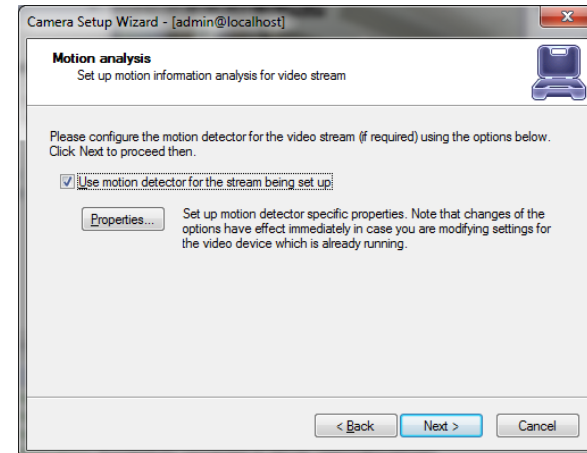 Camera Setup Wizard - [admin@localhost]
Motion analysis
Set up motion information analysis for video stream
Please configure the motion detector for the video stream (if required) using the options below.
Click Next to proceed then.
Use motion detector for the stream being set up
Properties...
Set up motion detector specific properties. Note that changes of the
options have effect immediately in case you are modifying settings for
the video device which is already running.
< Back
Next >
Cancel